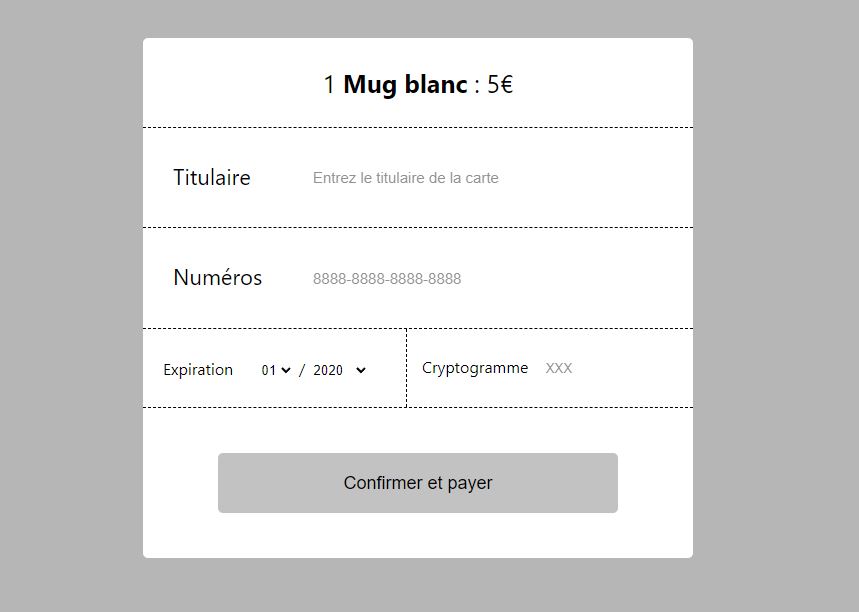 1 Mug blanc : 5€
Titulaire Entrez le titulaire de la carte
Numéros 8888-8888-8888-8888
Expiration 01 / 2020 Cryptogramme XXX
Confirmer et payer